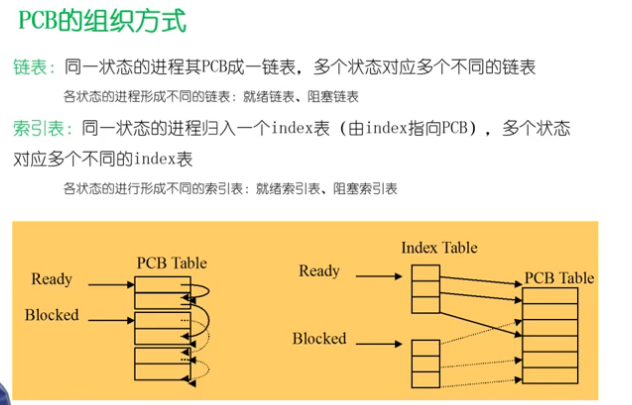 PCB的组织方式
链表：同一状态的进程其PCB成一链表，多个状态对应多个不同的链表
各状态的进程形成不同的链表：就绪链表、阻塞链表
索引表：同一状态的进程归入一个index表（由index指向PCB），多个状态
对应多个不同的index表
各状态的进行形成不同的索引表：就绪索引表、阻塞索引表
PCB Table
Ready
Blocked
Index Table
Ready
PCB Table
Blocked